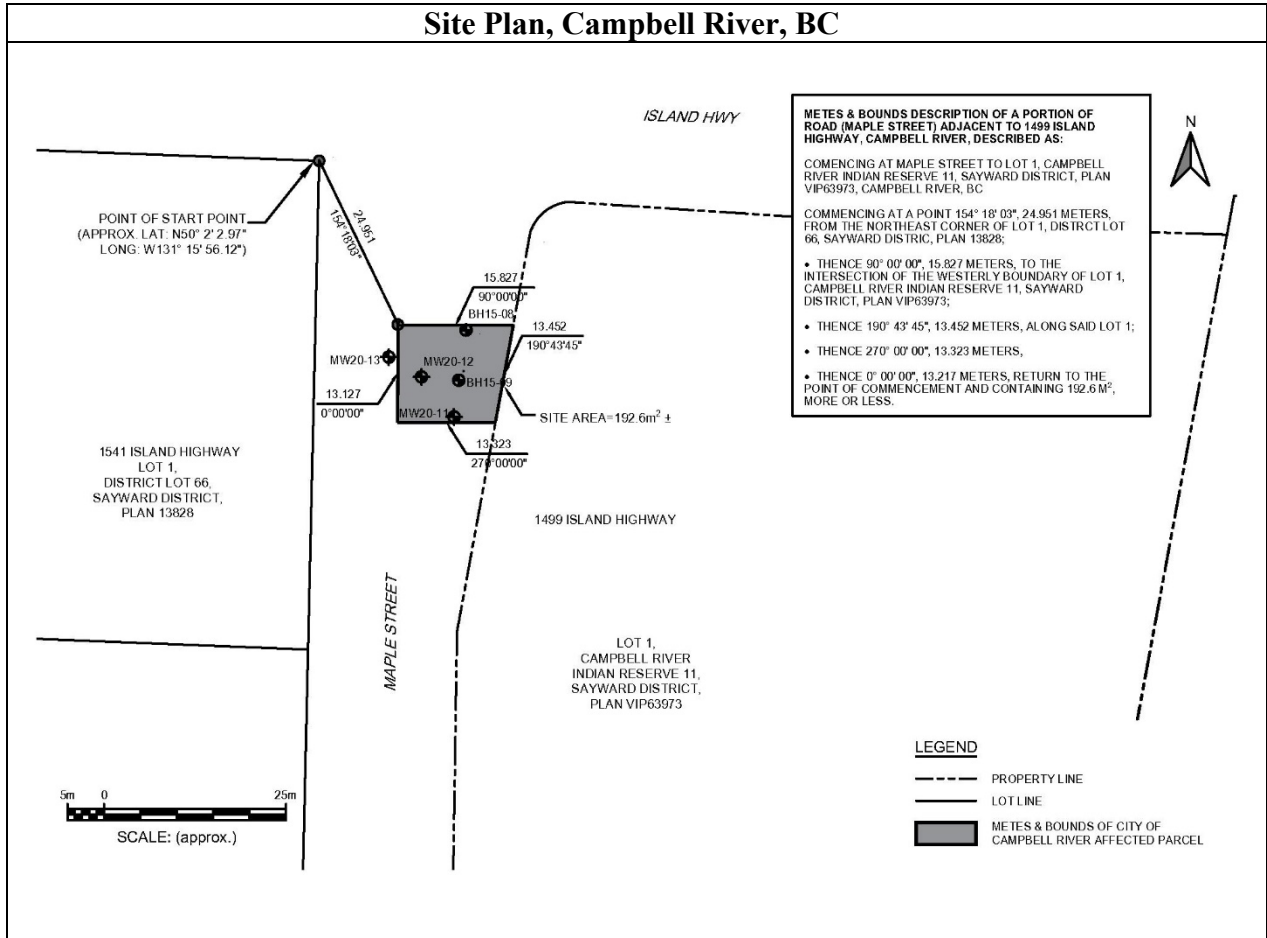 Site Plan, Campbell River, BC
ISLAND HWY
METES & BOUNDS DESCRIPTION OF A PORTION OF
ROAD (MAPLE STREET) ADJACENT TO 1499 ISLAND
HIGHWAY, CAMPBELL RIVER, DESCRIBED AS:
COMENCING AT MAPLE STREET TO LOT 1, CAMPBELL
RIVER INDIAN RESERVE 11, SAYWARD DISTRICT, PLAN
VIP63973, CAMPBELL RIVER, BC
COMMENCING AT A POINT 154° 18' 03", 24.951 METERS,
FROM THE NORTHEAST CORNER OF LOT 1, DISTRCT LOT
66, SAYWARD DISTRIC, PLAN 13828;
• THENCE 90° 00' 00", 15.827 METERS, TO THE
INTERSECTION OF THE WESTERLY BOUNDARY OF LOT 1,
CAMPBELL RIVER INDIAN RESERVE 11, SAYWARD
DISTRICT, PLAN VIP63973;
• THENCE 190° 43' 45", 13.452 METERS, ALONG SAID LOT 1;
• THENCE 270° 00' 00", 13.323 METERS,
• THENCE 0° 00' 00", 13.217 METERS, RETURN TO THE
POINT OF COMMENCEMENT AND CONTAINING 192.6 M²,
MORE OR LESS.
N
POINT OF START POINT
(APPROX. LAT: N50° 2' 2.97"
LONG: W131° 15' 56.12")
24.951
154°18'03"
15.827
90°00'00"
BH15-08
13.452
190°43'45"
MW20-13
MW20-12
BH15-09
13.127
0°00'00"
MW20-11
SITE AREA=192.6m² ±
13.323
270°00'00"
1541 ISLAND HIGHWAY
LOT 1,
DISTRICT LOT 66,
SAYWARD DISTRICT,
PLAN 13828
1499 ISLAND HIGHWAY
MAPLE STREET
LOT 1,
CAMPBELL RIVER
INDIAN RESERVE 11,
SAYWARD DISTRICT,
PLAN VIP63973
LEGEND
PROPERTY LINE
LOT LINE
METES & BOUNDS OF CITY OF
CAMPBELL RIVER AFFECTED PARCEL
5m 0 25m
SCALE: (approx.)